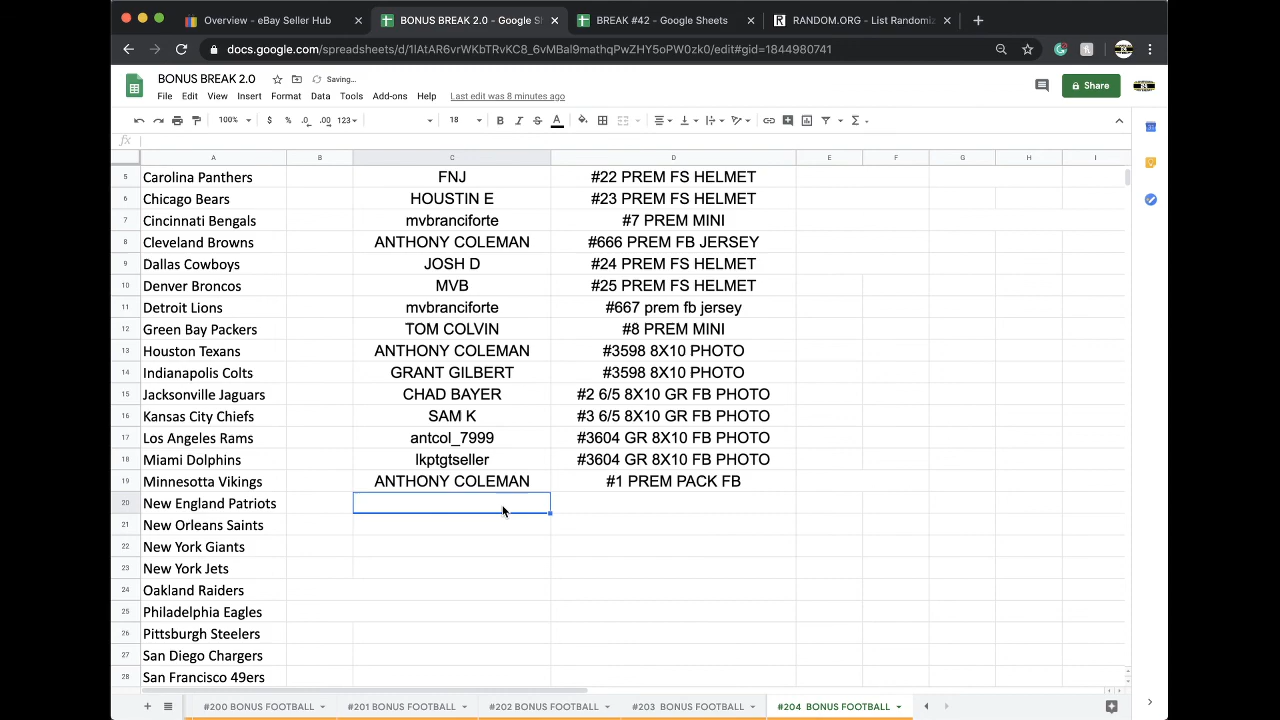 Overview - eBay Seller Hub
BONUS BREAK 2.0 - Google S
BREAK #42 - Google Sheets
RANDOM.ORG - List Randomiz
docs.google.com/spreadsheets/d/1lAtAR6vrWKbTRvKC8_6vMBal9mathqPwZHY5oPW0zk0/edit#gid=1844980741
BONUS BREAK 2.0
Saving...
File Edit View Insert Format Data Tools Add-ons Help Last edit was 8 minutes ago
Share
100% $ % .0 .00 123 18 B I S A
fx
A B C D E F G H I
5 Carolina Panthers FNJ #22 PREM FS HELMET
6 Chicago Bears HOUSTIN E #23 PREM FS HELMET
7 Cincinnati Bengals mvbranciforte #7 PREM MINI
8 Cleveland Browns ANTHONY COLEMAN #666 PREM FB JERSEY
9 Dallas Cowboys JOSH D #24 PREM FS HELMET
10 Denver Broncos MVB #25 PREM FS HELMET
11 Detroit Lions mvbranciforte #667 prem fb jersey
12 Green Bay Packers TOM COLVIN #8 PREM MINI
13 Houston Texans ANTHONY COLEMAN #3598 8X10 PHOTO
14 Indianapolis Colts GRANT GILBERT #3598 8X10 PHOTO
15 Jacksonville Jaguars CHAD BAYER #2 6/5 8X10 GR FB PHOTO
16 Kansas City Chiefs SAM K #3 6/5 8X10 GR FB PHOTO
17 Los Angeles Rams antcol_7999 #3604 GR 8X10 FB PHOTO
18 Miami Dolphins lkptgtseller #3604 GR 8X10 FB PHOTO
19 Minnesotta Vikings ANTHONY COLEMAN #1 PREM PACK FB
20 New England Patriots
21 New Orleans Saints
22 New York Giants
23 New York Jets
24 Oakland Raiders
25 Philadelphia Eagles
26 Pittsburgh Steelers
27 San Diego Chargers
28 San Francisco 49ers
#200 BONUS FOOTBALL #201 BONUS FOOTBALL #202 BONUS FOOTBALL #203 BONUS FOOTBALL #204 BONUS FOOTBALL